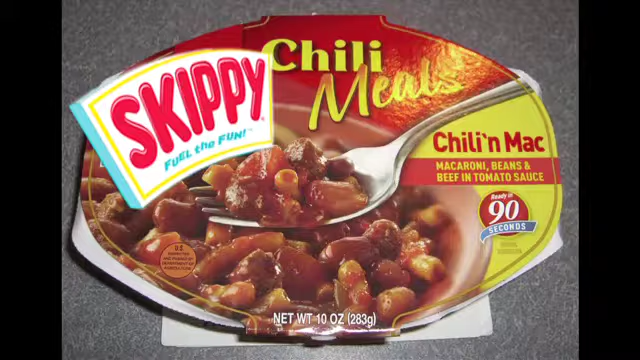 Chili
Meals
SKIPPY
FUEL the FUN!
Chili'n Mac
MACARONI, BEANS &
BEEF IN TOMATO SAUCE
Ready in
90
SECONDS
U.S.
NET WT 10 OZ (283g)